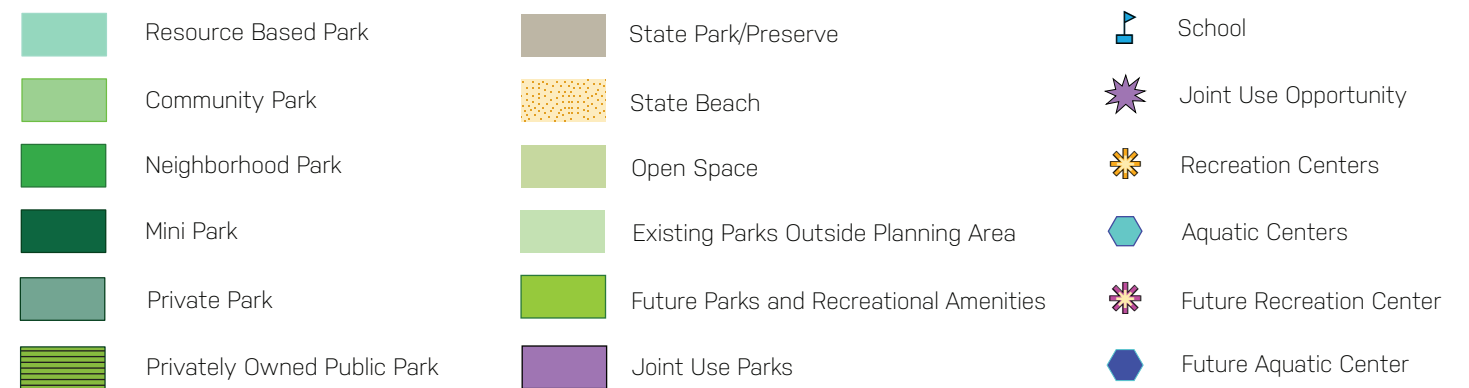 Resource Based Park
Community Park
Neighborhood Park
Mini Park
Private Park
Privately Owned Public Park
State Park/Preserve
State Beach
Open Space
Existing Parks Outside Planning Area
Future Parks and Recreational Amenities
Joint Use Parks
School
Joint Use Opportunity
Recreation Centers
Aquatic Centers
Future Recreation Center
Future Aquatic Center